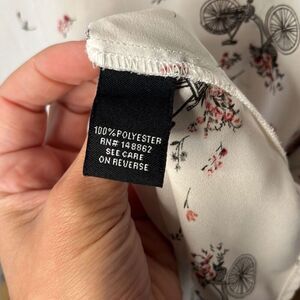 100% POLYESTER
RN# 148862
SEE CARE
ON REVERSE